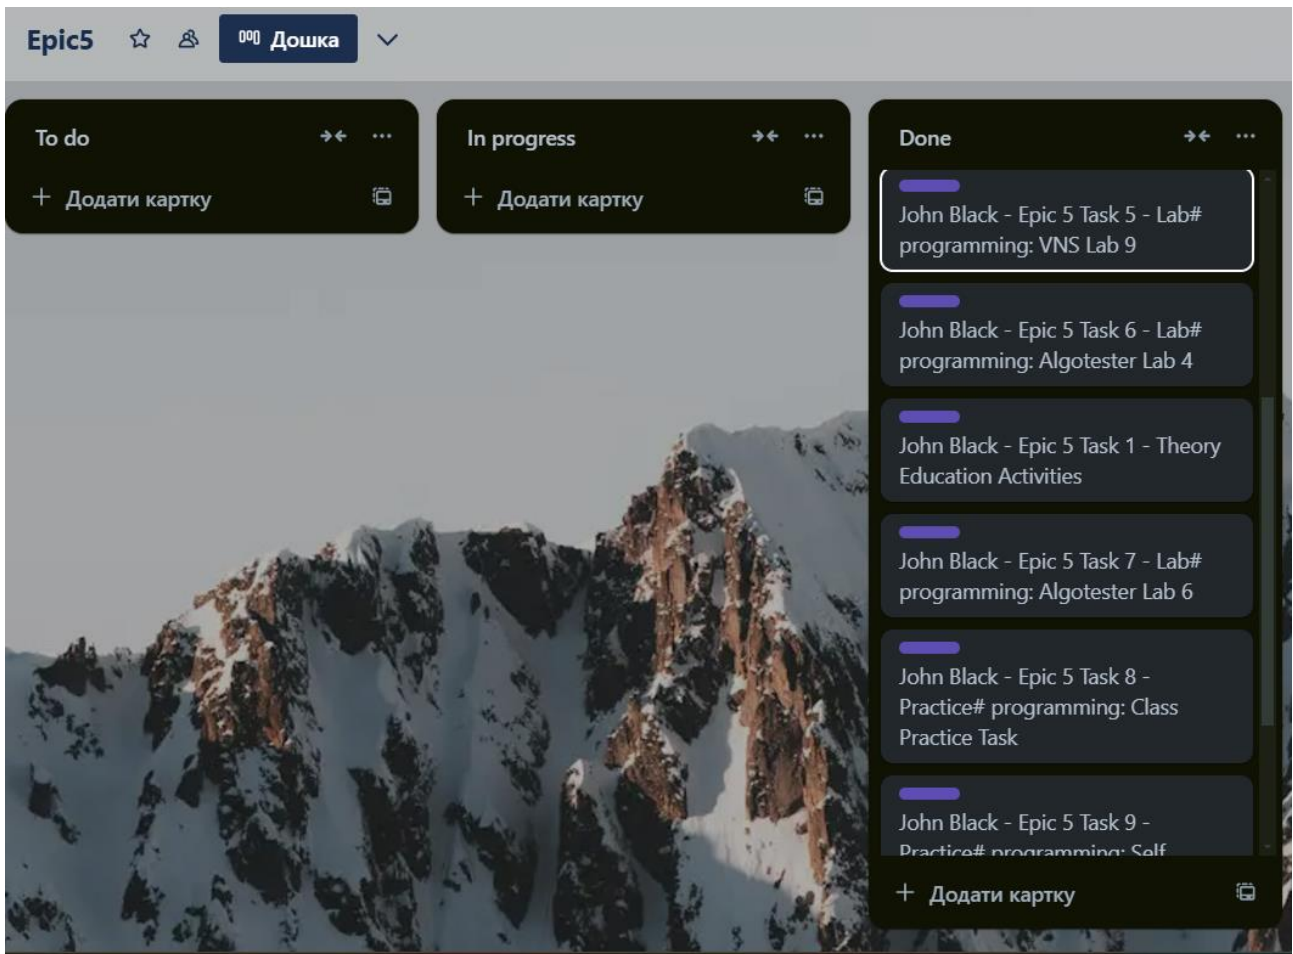 Epic5
Дошка
To do
Додати картку
In progress
Додати картку
Done
John Black - Epic 5 Task 5 - Lab#
programming: VNS Lab 9
John Black - Epic 5 Task 6 - Lab#
programming: Algotester Lab 4
John Black - Epic 5 Task 1 - Theory
Education Activities
John Black - Epic 5 Task 7 - Lab#
programming: Algotester Lab 6
John Black - Epic 5 Task 8 -
Practice# programming: Class
Practice Task
John Black - Epic 5 Task 9 -
Practice# programming: Self
Додати картку